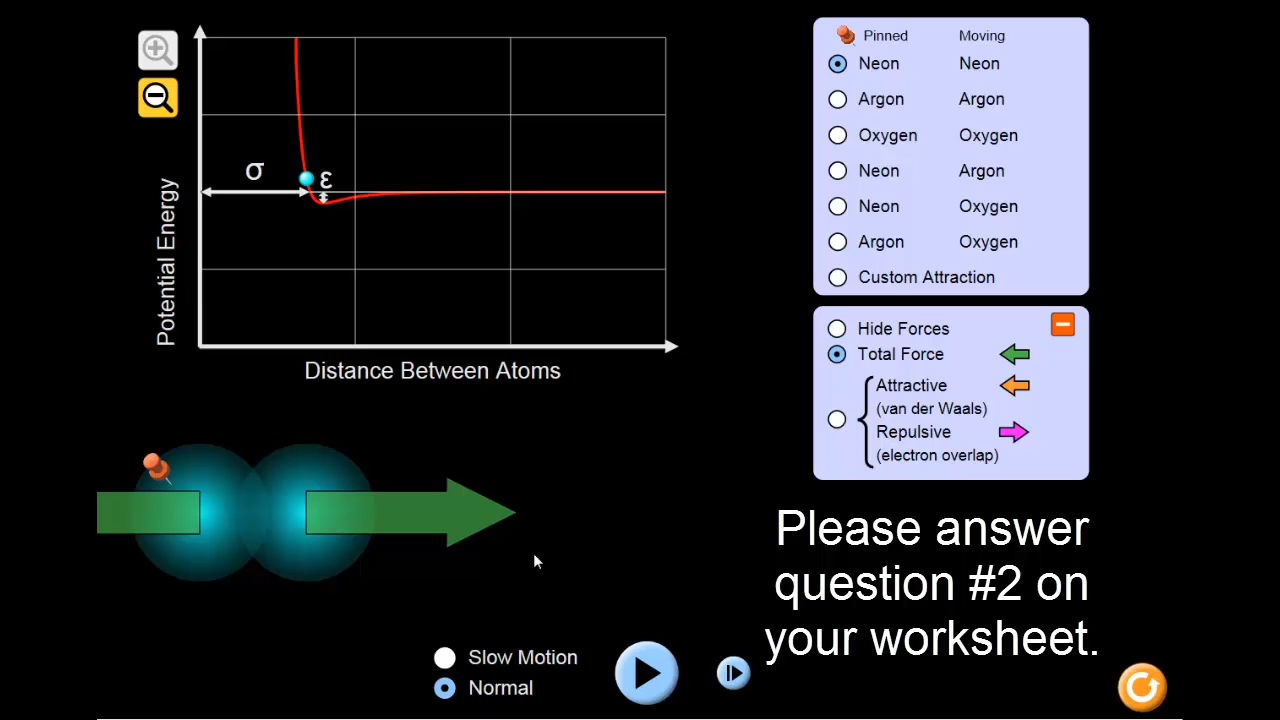 σ
ε
Potential Energy
Distance Between Atoms
Pinned Moving
Neon Neon
Argon Argon
Oxygen Oxygen
Neon Argon
Neon Oxygen
Argon Oxygen
Custom Attraction
Hide Forces
Total Force
Attractive
(van der Waals)
Repulsive
(electron overlap)
Please answer
question #2 on
your worksheet.
Slow Motion
Normal